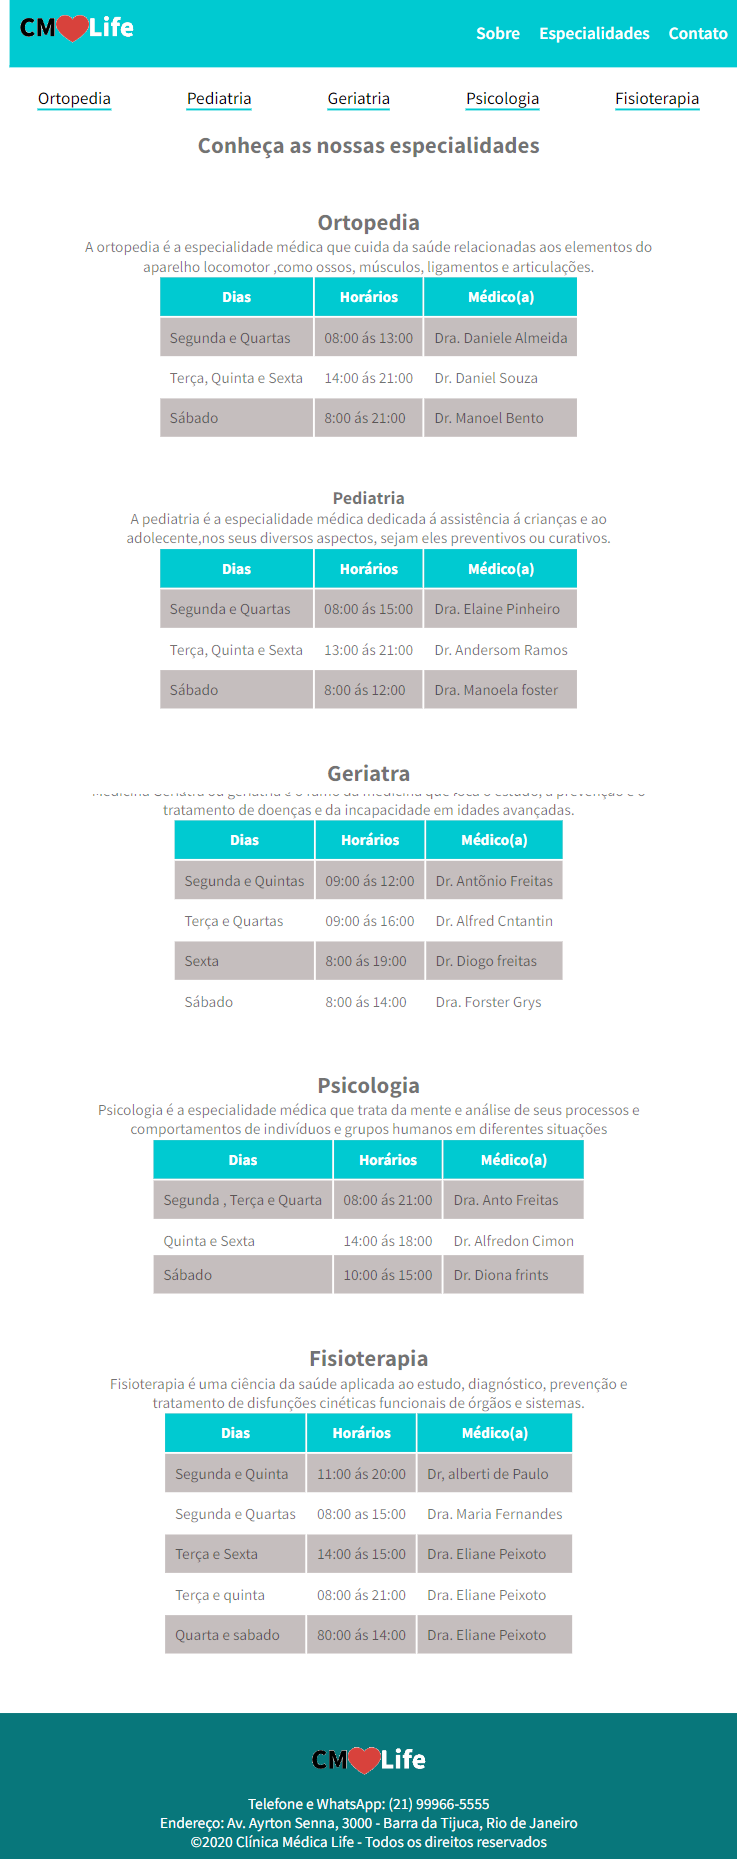 CM Life
Sobre Especialidades Contato
Ortopedia Pediatria Geriatria Psicologia Fisioterapia
Conheça as nossas especialidades
Ortopedia
A ortopedia é a especialidade médica que cuida da saúde relacionadas aos elementos do
aparelho locomotor ,como ossos, músculos, ligamentos e articulações.
Dias Horários Médico(a)
Segunda e Quartas 08:00 ás 13:00 Dra. Daniele Almeida
Terça, Quinta e Sexta 14:00 ás 21:00 Dr. Daniel Souza
Sábado 8:00 ás 21:00 Dr. Manoel Bento
Pediatria
A pediatria é a especialidade médica dedicada á assistência á crianças e ao
adolecente,nos seus diversos aspectos, sejam eles preventivos ou curativos.
Dias Horários Médico(a)
Segunda e Quartas 08:00 ás 15:00 Dra. Elaine Pinheiro
Terça, Quinta e Sexta 13:00 ás 21:00 Dr. Andersom Ramos
Sábado 8:00 ás 12:00 Dra. Manoela foster
Geriatra
tratamento de doenças e da incapacidade em idades avançadas.
Dias Horários Médico(a)
Segunda e Quintas 09:00 ás 12:00 Dr. Antõnio Freitas
Terça e Quartas 09:00 ás 16:00 Dr. Alfred Cntantin
Sexta 8:00 ás 19:00 Dr. Diogo freitas
Sábado 8:00 ás 14:00 Dra. Forster Grys
Psicologia
Psicologia é a especialidade médica que trata da mente e análise de seus processos e
comportamentos de indivíduos e grupos humanos em diferentes situações
Dias Horários Médico(a)
Segunda , Terça e Quarta 08:00 ás 21:00 Dra. Anto Freitas
Quinta e Sexta 14:00 ás 18:00 Dr. Alfredon Cimon
Sábado 10:00 ás 15:00 Dr. Diona frints
Fisioterapia
Fisioterapia é uma ciência da saúde aplicada ao estudo, diagnóstico, prevenção e
tratamento de disfunções cinéticas funcionais de órgãos e sistemas.
Dias Horários Médico(a)
Segunda e Quinta 11:00 ás 20:00 Dr, alberti de Paulo
Segunda e Quartas 08:00 as 15:00 Dra. Maria Fernandes
Terça e Sexta 14:00 ás 15:00 Dra. Eliane Peixoto
Terça e quinta 08:00 ás 21:00 Dra. Eliane Peixoto
Quarta e sabado 80:00 ás 14:00 Dra. Eliane Peixoto
CM Life
Telefone e WhatsApp: (21) 99966-5555
Endereço: Av. Ayrton Senna, 3000 - Barra da Tijuca, Rio de Janeiro
©2020 Clínica Médica Life - Todos os direitos reservados